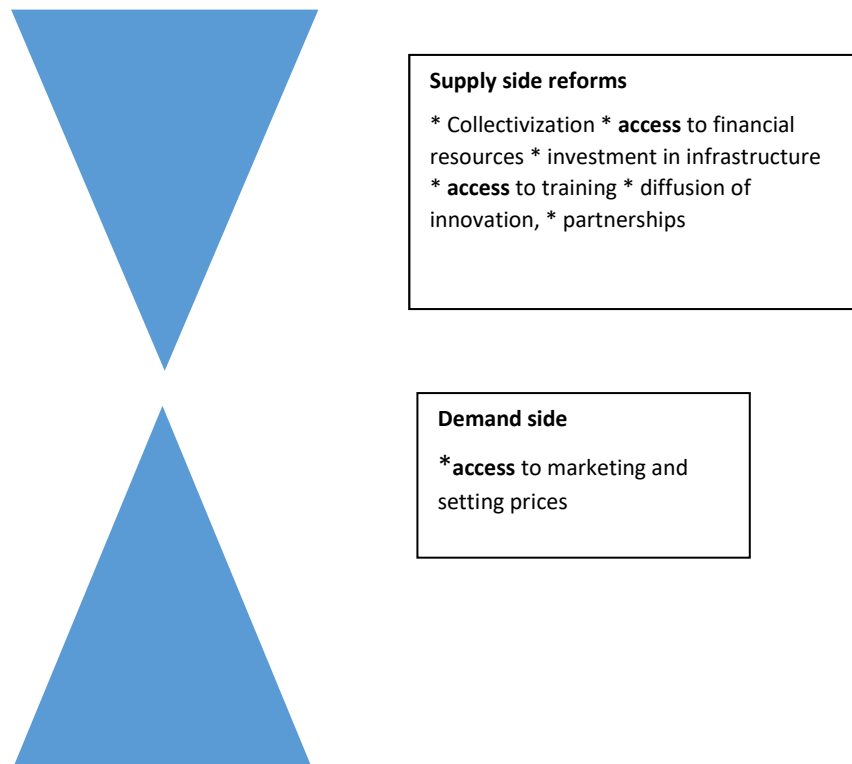 Supply side reforms
* Collectivization * access to financial
resources * investment in infrastructure
* access to training * diffusion of
innovation, * partnerships
Demand side
*access to marketing and
setting prices